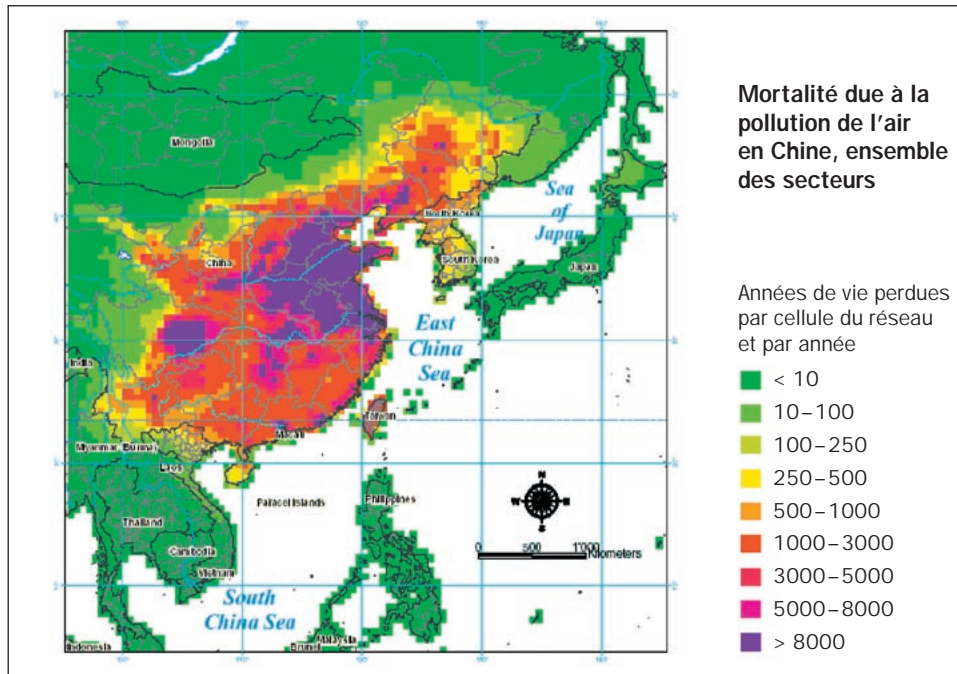 Mortalité due à la
pollution de l'air
en Chine, ensemble
des secteurs
Années de vie perdues
par cellule du réseau
et par année
< 10
10–100
100–250
250–500
500–1000
1000–3000
3000–5000
5000–8000
> 8000
Mongolia
China
North Korea
South Korea
Japan
Sea
of
Japan
East
China
Sea
India
Taiwan
Macau
Myanmar (Burma)
Laos
Paracel Islands
Philippines
Thailand
Cambodia
Vietnam
South
China Sea
Malaysia
Brunei
Indonesia
N
W
E
S
0 500 1'000
Kilometers